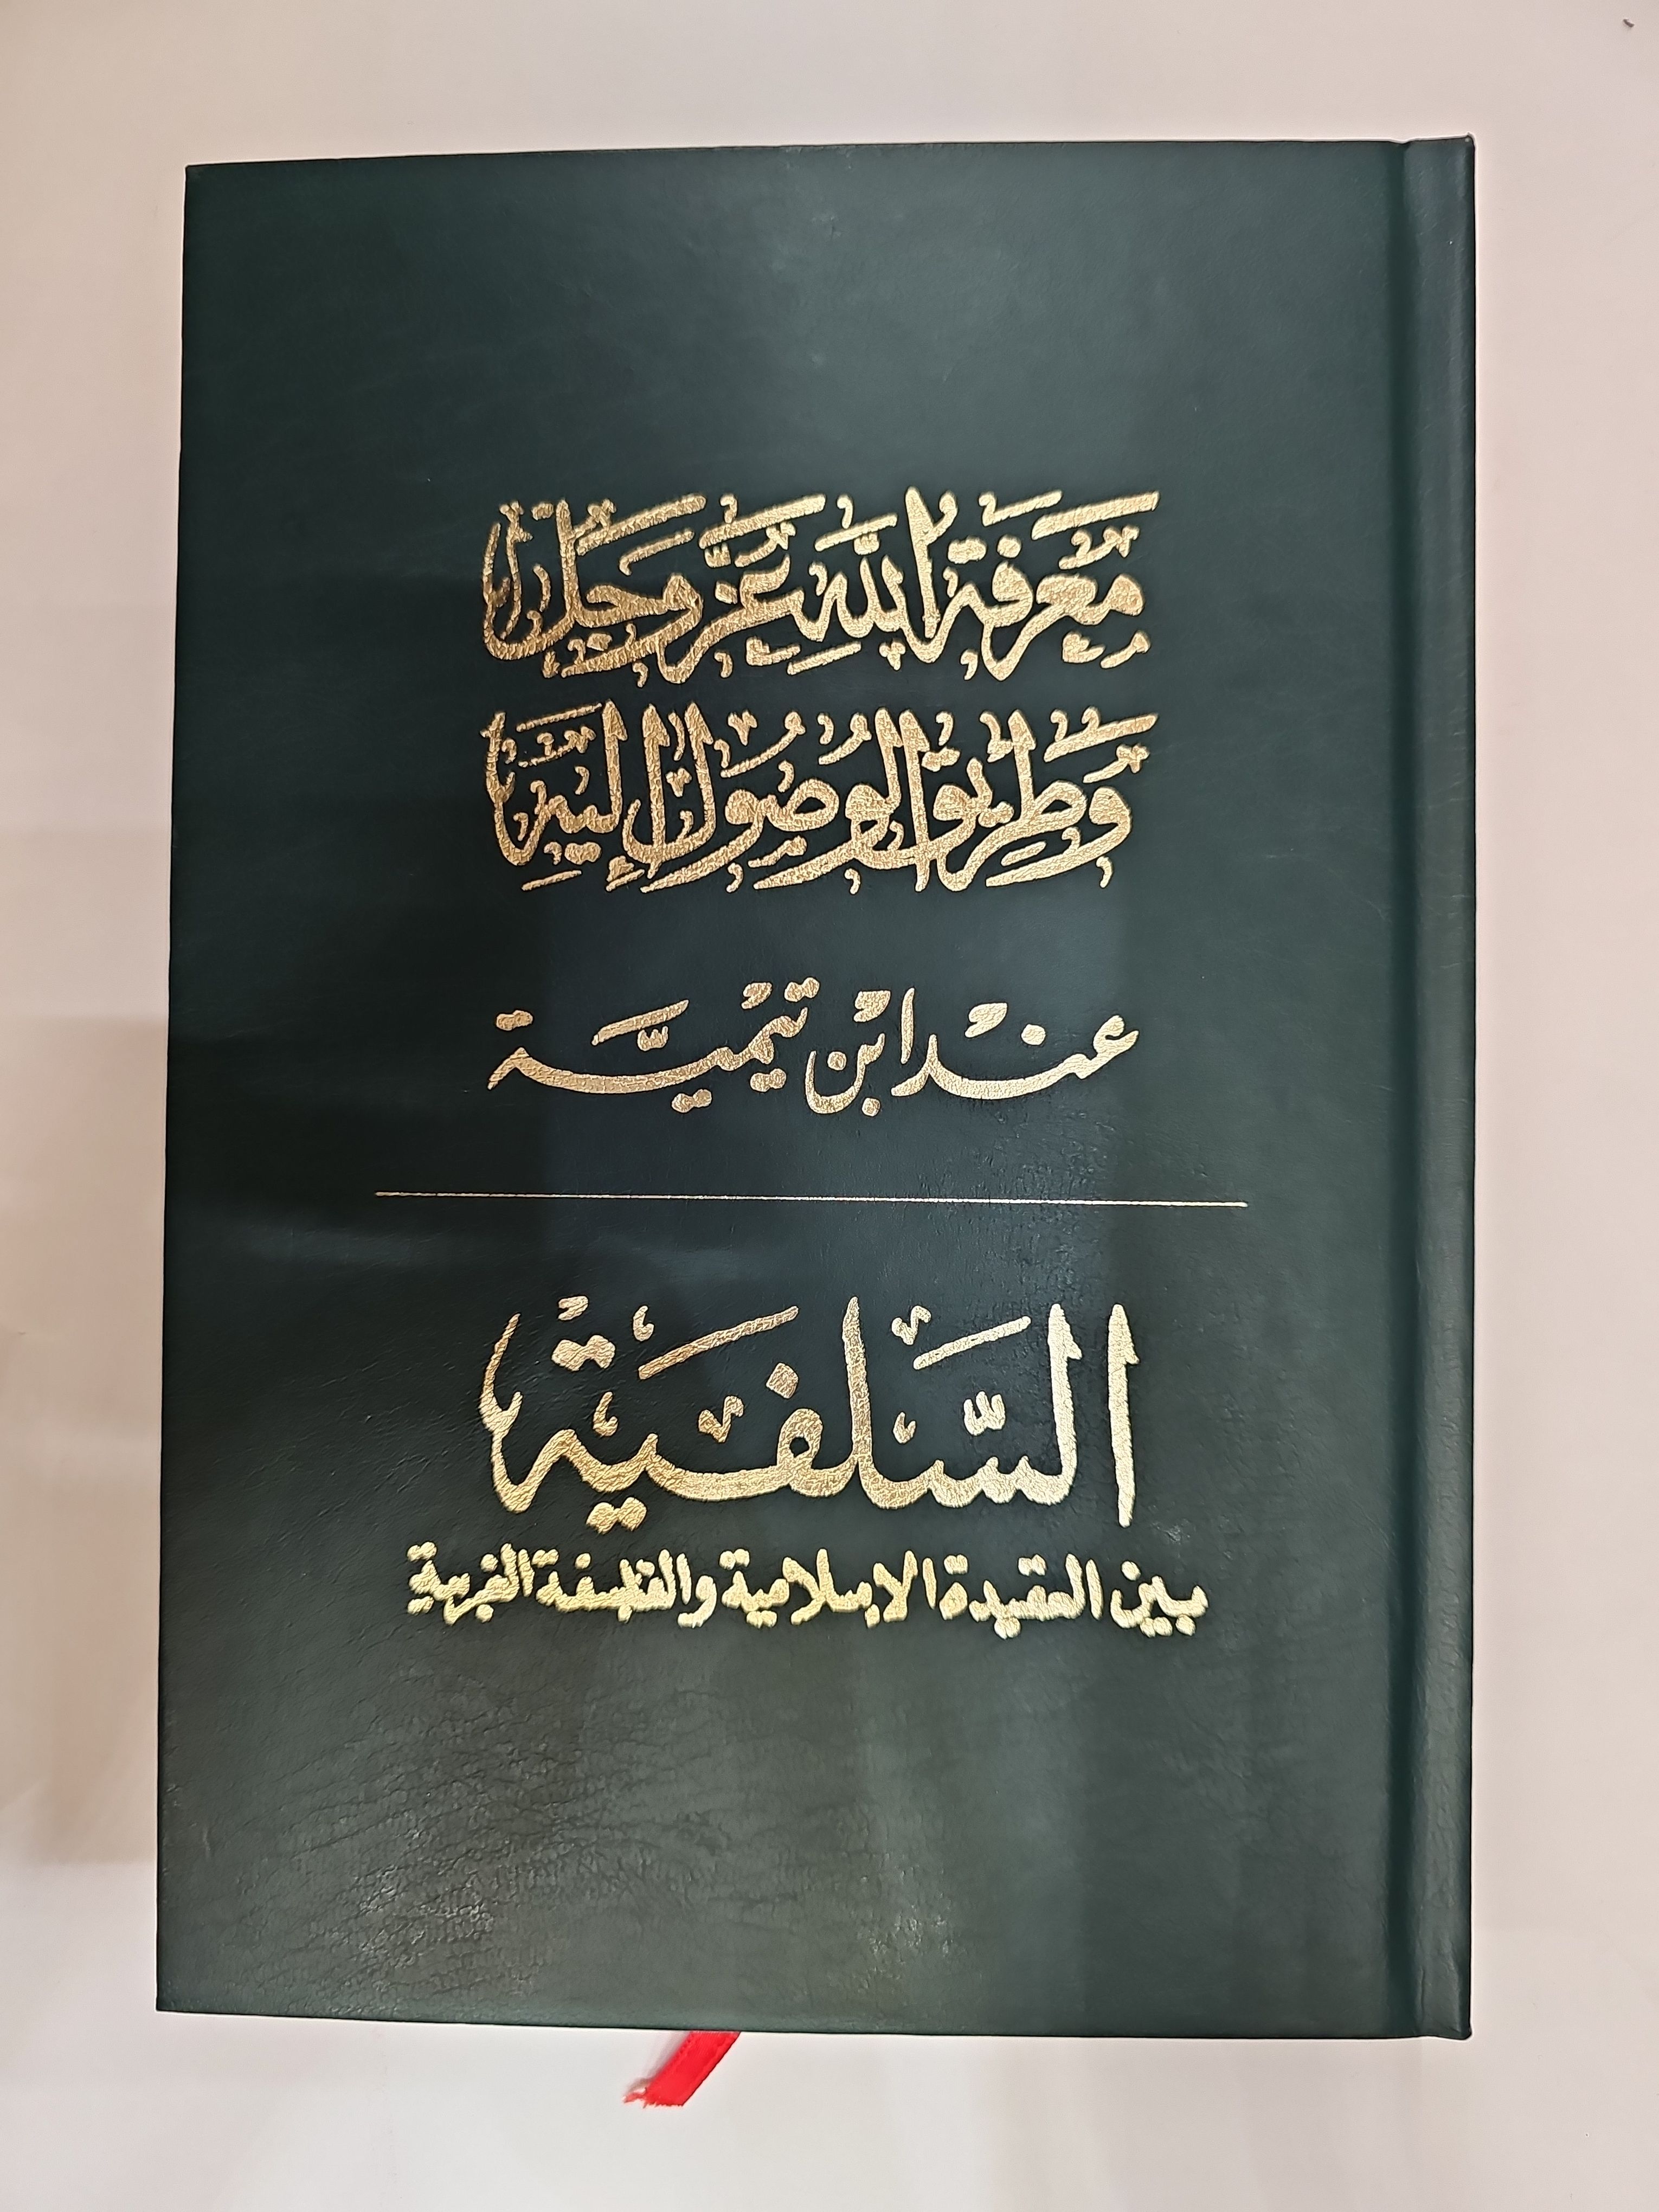 معرفة الله عز وجل
وطريق الوصول إليه
عند ابن تيمية
السلفية
بين العقيدة الإسلامية والفلسفة الغربية